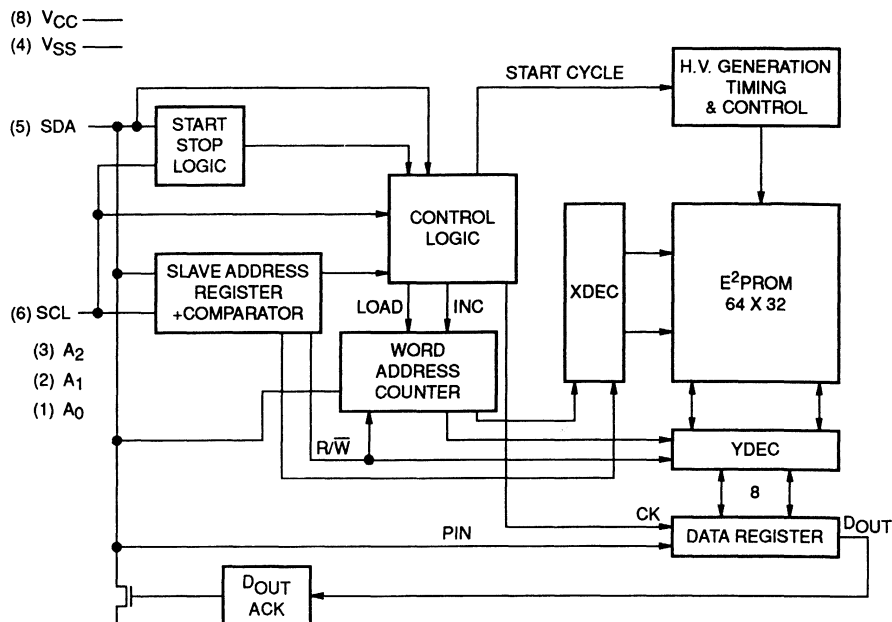 (8) VCC
(4) VSS
START CYCLE
H.V. GENERATION
TIMING
& CONTROL
(5) SDA
START
STOP
LOGIC
CONTROL
LOGIC
XDEC
E²PROM
64 X 32
SLAVE ADDRESS
REGISTER
+COMPARATOR
(6) SCL
LOAD
INC
(3) A2
(2) A1
(1) A0
WORD
ADDRESS
COUNTER
R/W̅
YDEC
8
CK
PIN
DATA REGISTER
DOUT
DOUT
ACK